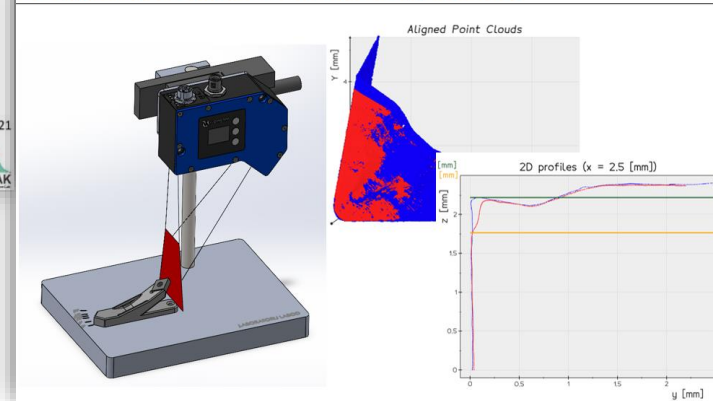 Aligned Point Clouds
Y [mm]
4
21
AK
[mm]
[mm]
2D profiles (x = 2.5 [mm])
z [mm]
2
1.5
1
0.5
0
0
0.5
1
1.5
2
y [mm]